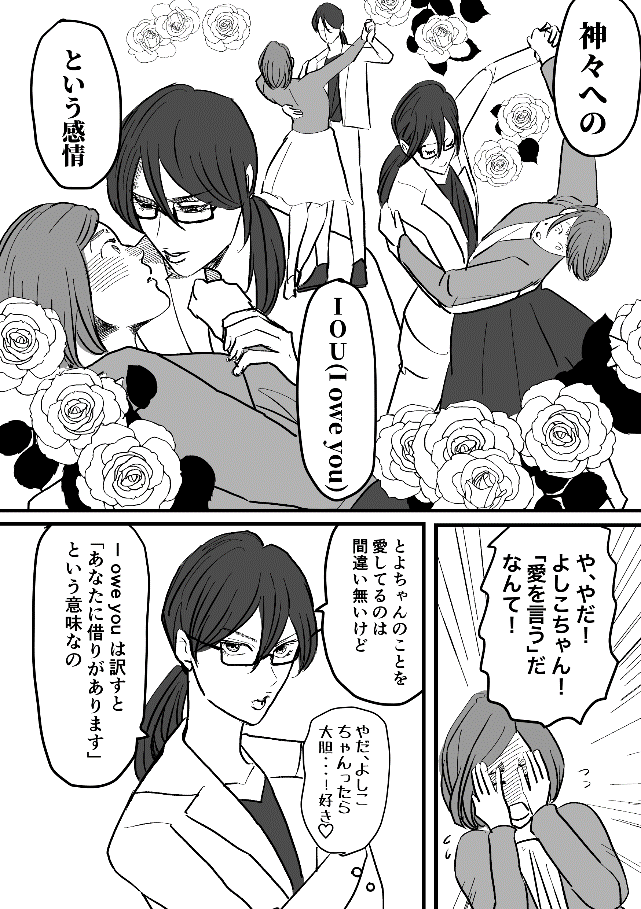 神々への
IOU(I owe you)
という感情
や、やだ！
よしこちゃん！
「愛を言う」だ
なんて！
とよちゃんのことを
愛してるのは
間違い無いけど
やだ、よしこ
ちゃんったら
大胆・・・！好き♡
I owe you は訳すと
「あなたに借りがあります」
という意味なの